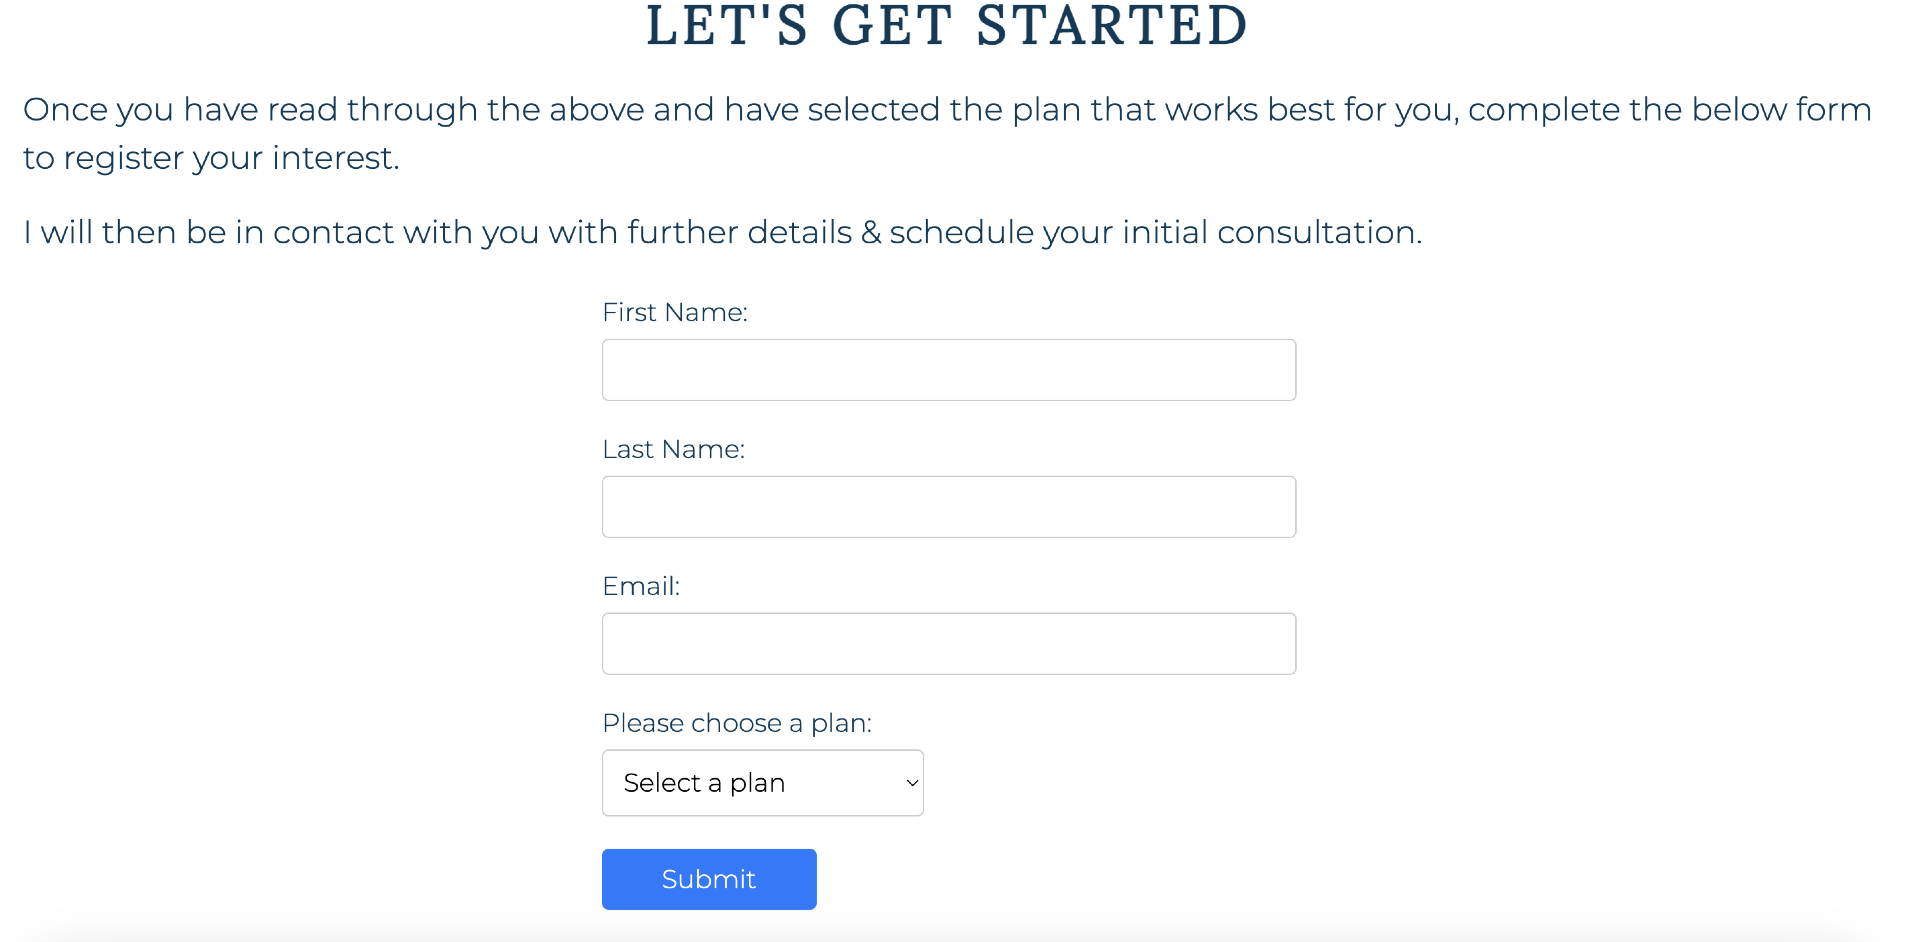 LET'S GET STARTED
Once you have read through the above and have selected the plan that works best for you, complete the below form
to register your interest.
I will then be in contact with you with further details & schedule your initial consultation.
First Name:
Last Name:
Email:
Please choose a plan:
Select a plan
Submit